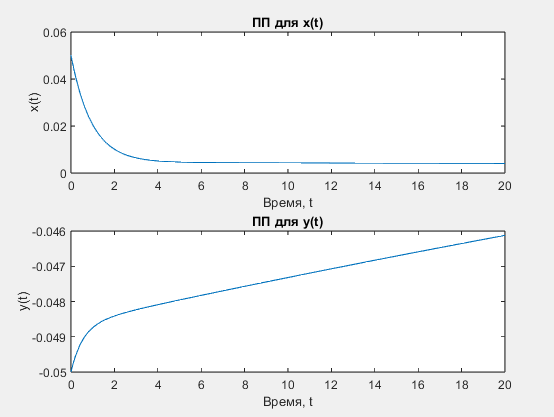 ПП для x(t)
0.06
0.04
0.02
0
x(t)
0 2 4 6 8 10 12 14 16 18 20
Время, t
ПП для y(t)
-0.046
-0.047
-0.048
-0.049
-0.05
y(t)
0 2 4 6 8 10 12 14 16 18 20
Время, t